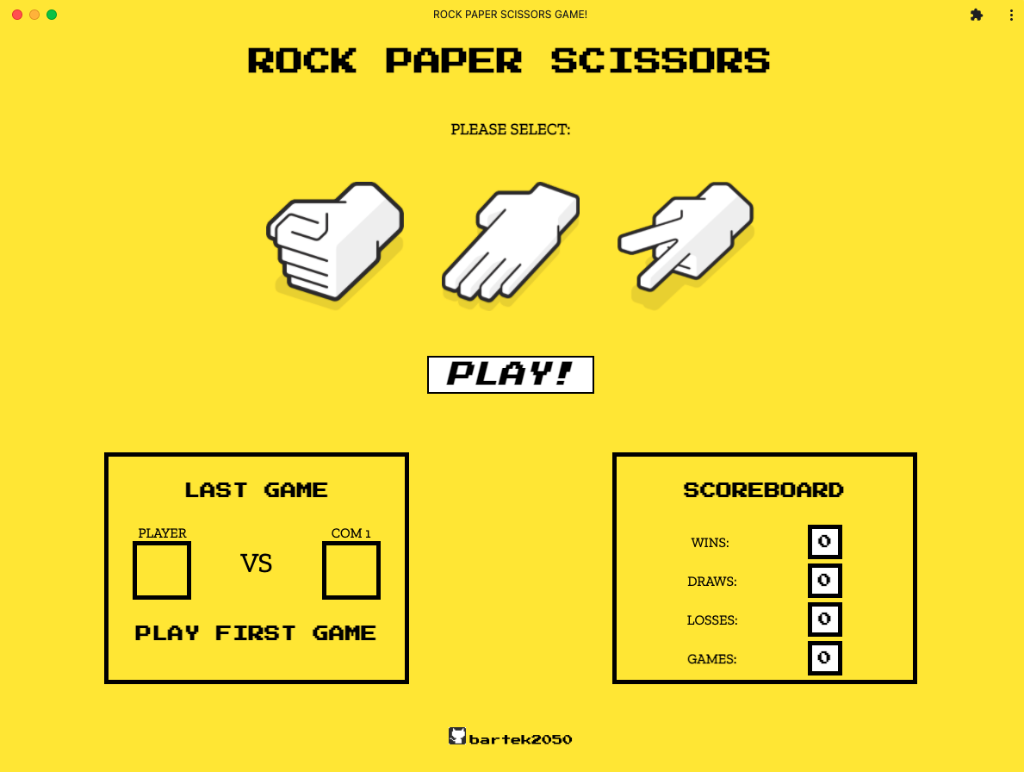 ROCK PAPER SCISSORS GAME!
ROCK PAPER SCISSORS
PLEASE SELECT:
PLAY!
LAST GAME
PLAYER
COM 1
VS
PLAY FIRST GAME
SCOREBOARD
WINS: 0
DRAWS: 0
LOSSES: 0
GAMES: 0
bartek2050